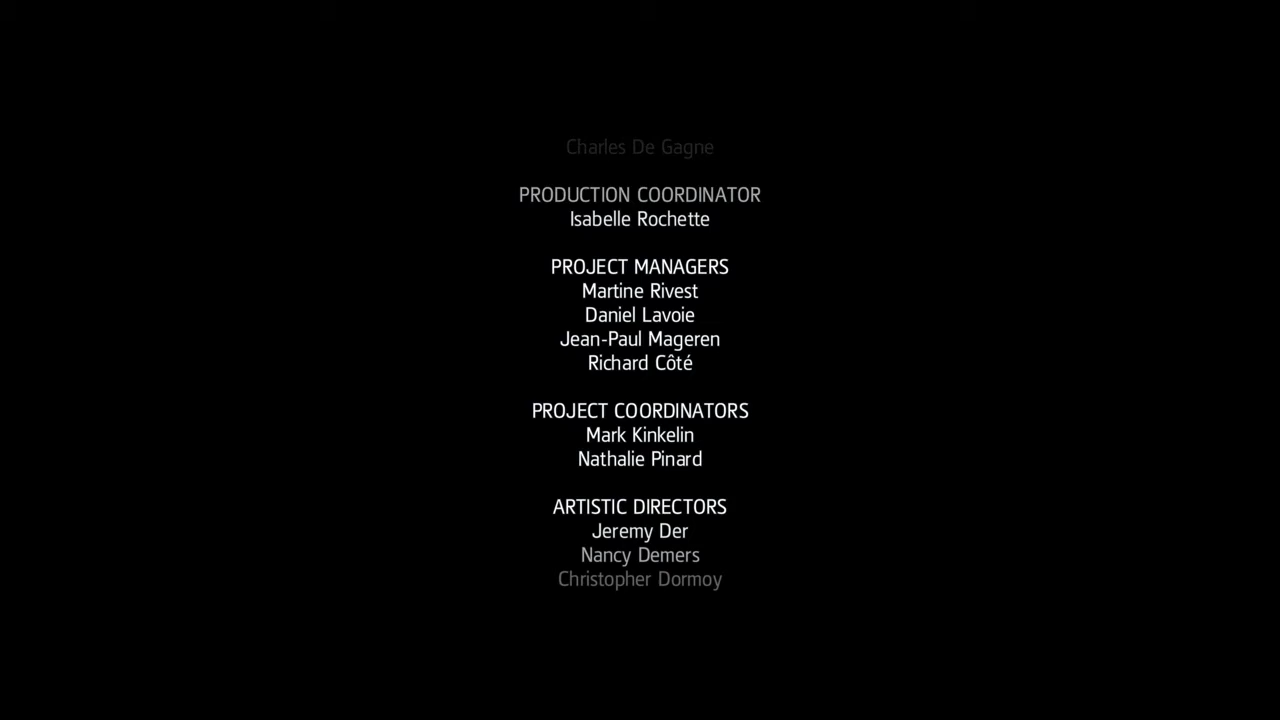 Charles De Gagne
PRODUCTION COORDINATOR
Isabelle Rochette
PROJECT MANAGERS
Martine Rivest
Daniel Lavoie
Jean-Paul Mageren
Richard Côté
PROJECT COORDINATORS
Mark Kinkelin
Nathalie Pinard
ARTISTIC DIRECTORS
Jeremy Der
Nancy Demers
Christopher Dormoy